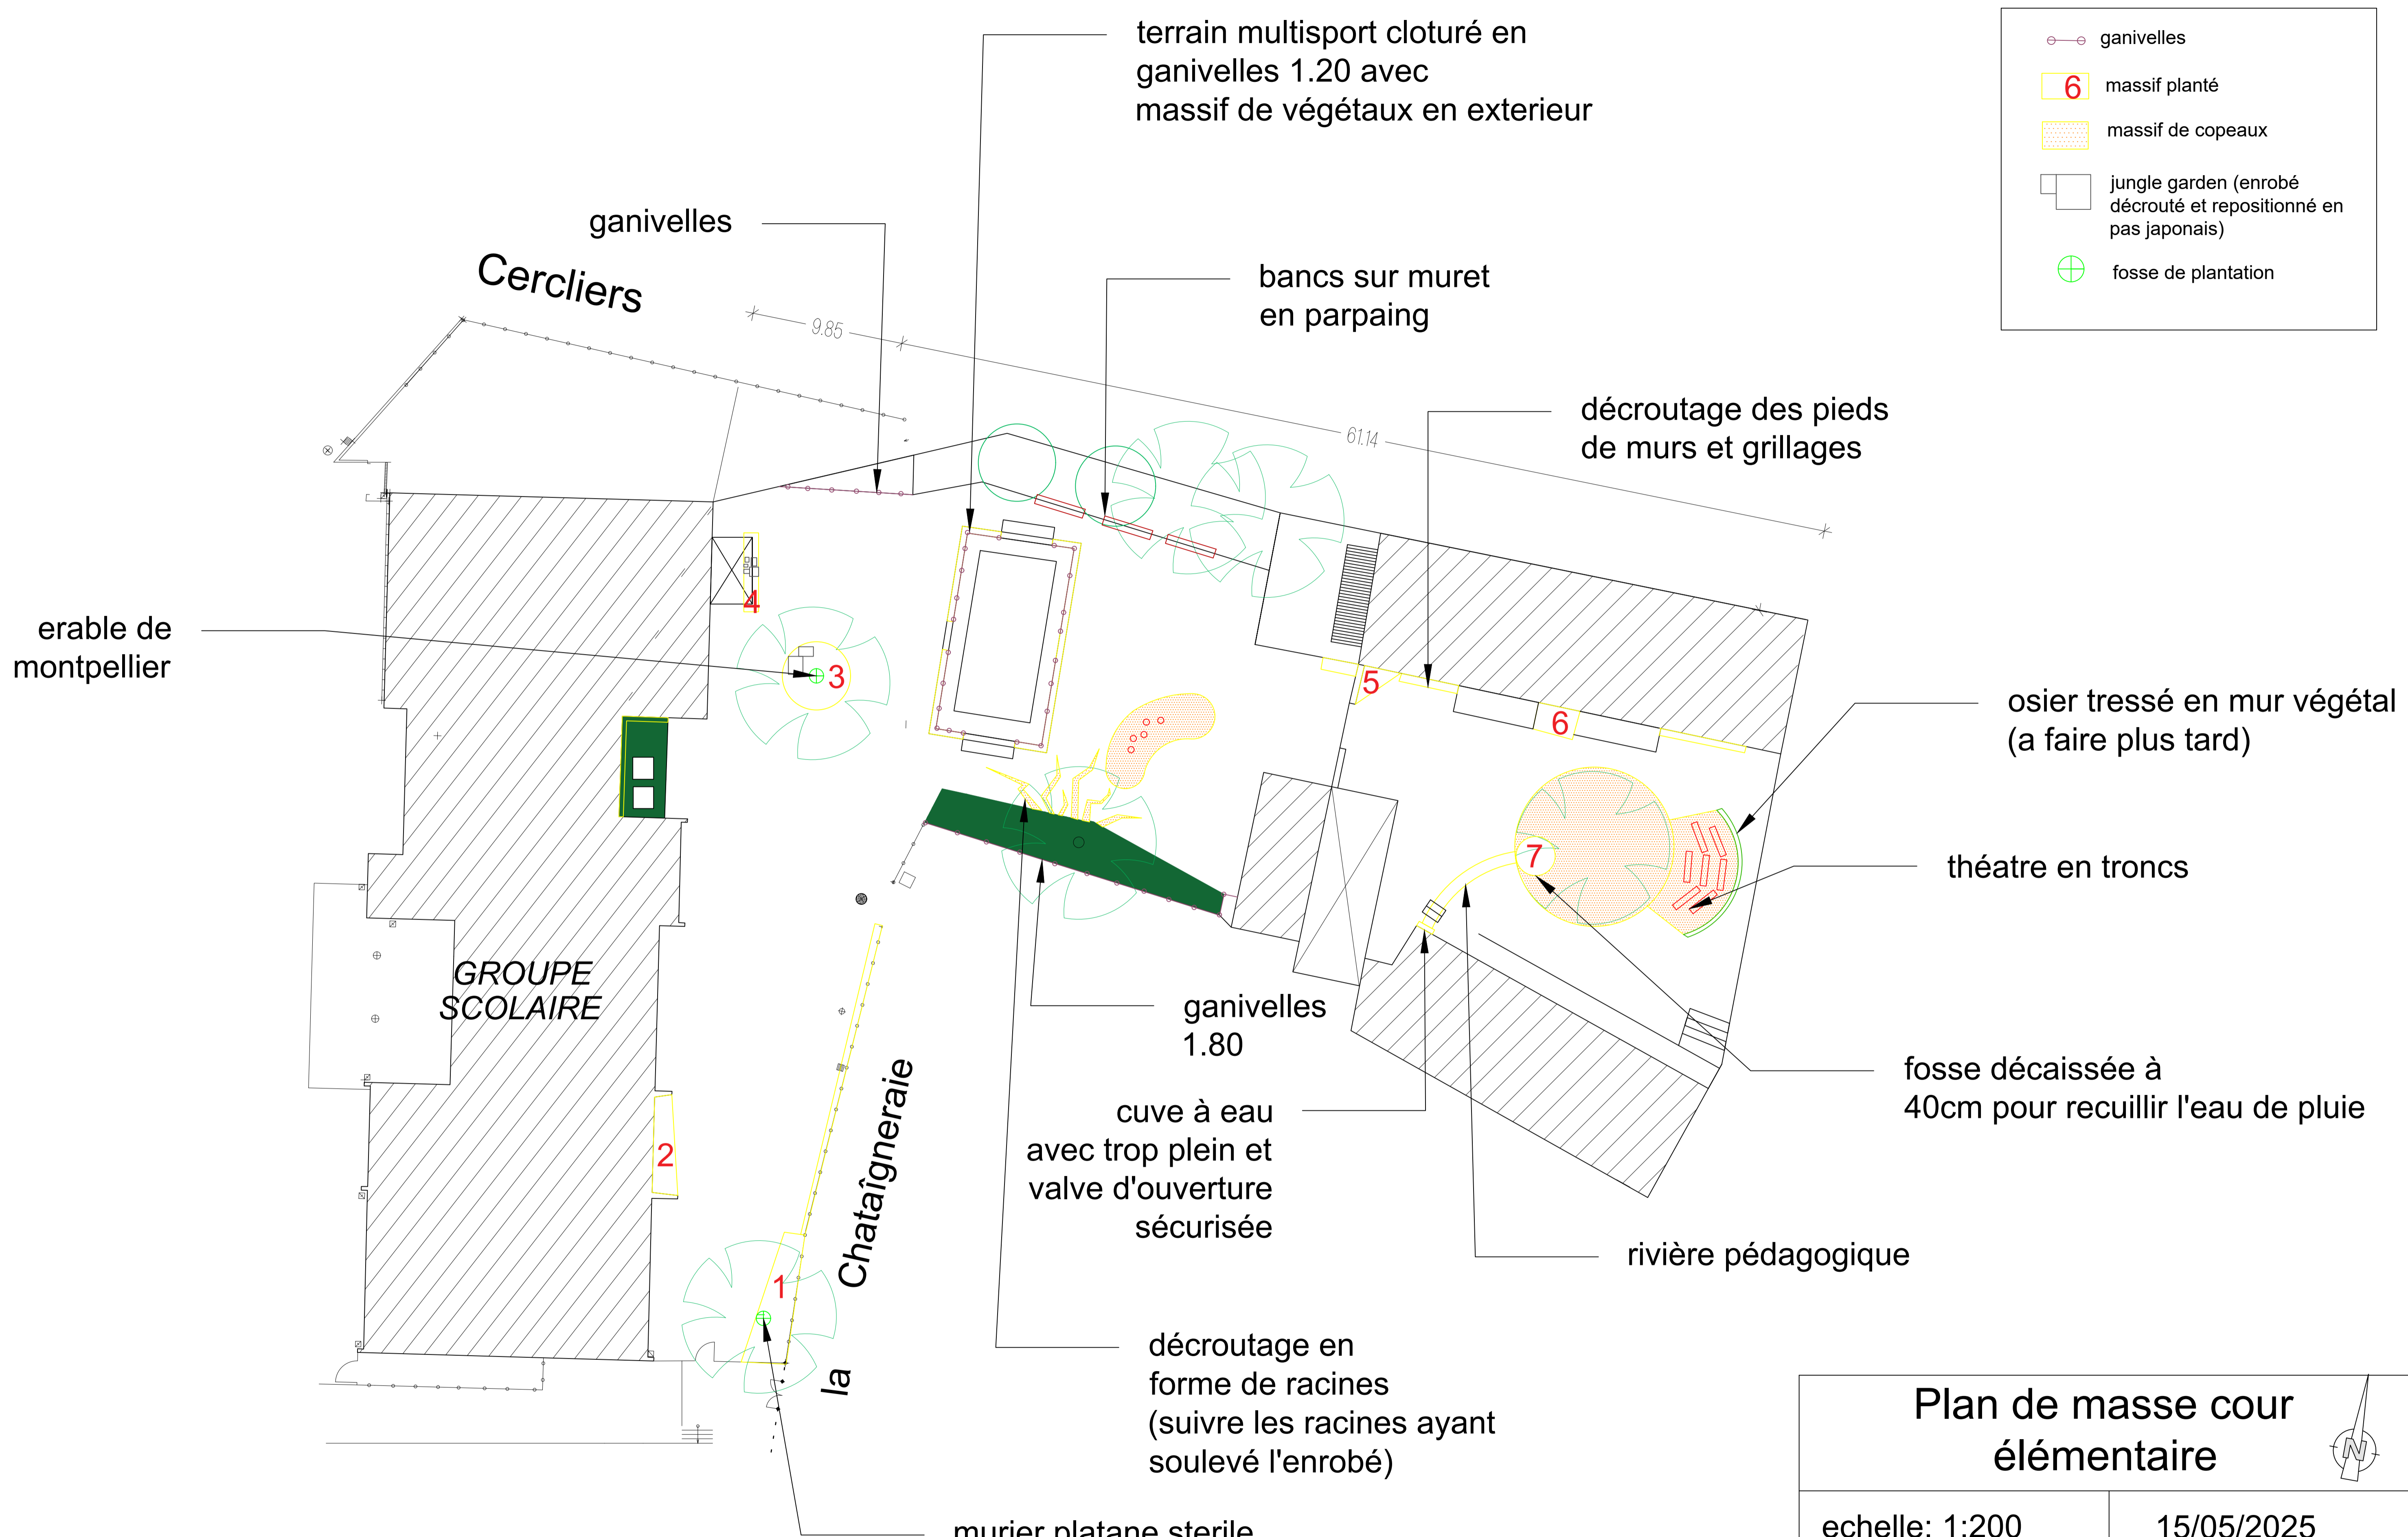 terrain multisport cloturé en
ganivelles 1.20 avec
massif de végétaux en exterieur
ganivelles
6 massif planté
massif de copeaux
jungle garden (enrobé
décrouté et repositionné en
pas japonais)
fosse de plantation
ganivelles
Cercliers
bancs sur muret
en parpaing
9.85
61.14
décroutage des pieds
de murs et grillages
erable de
montpellier
4
3
5
6
osier tressé en mur végétal
(a faire plus tard)
7
théatre en troncs
GROUPE
SCOLAIRE
ganivelles
1.80
fosse décaissée à
40cm pour recuillir l'eau de pluie
cuve à eau
avec trop plein et
valve d'ouverture
sécurisée
2
la Chataîgneraie
rivière pédagogique
1
décroutage en
forme de racines
(suivre les racines ayant
soulevé l'enrobé)
murier platane sterile
Plan de masse cour
élémentaire
N
echelle: 1:200
15/05/2025